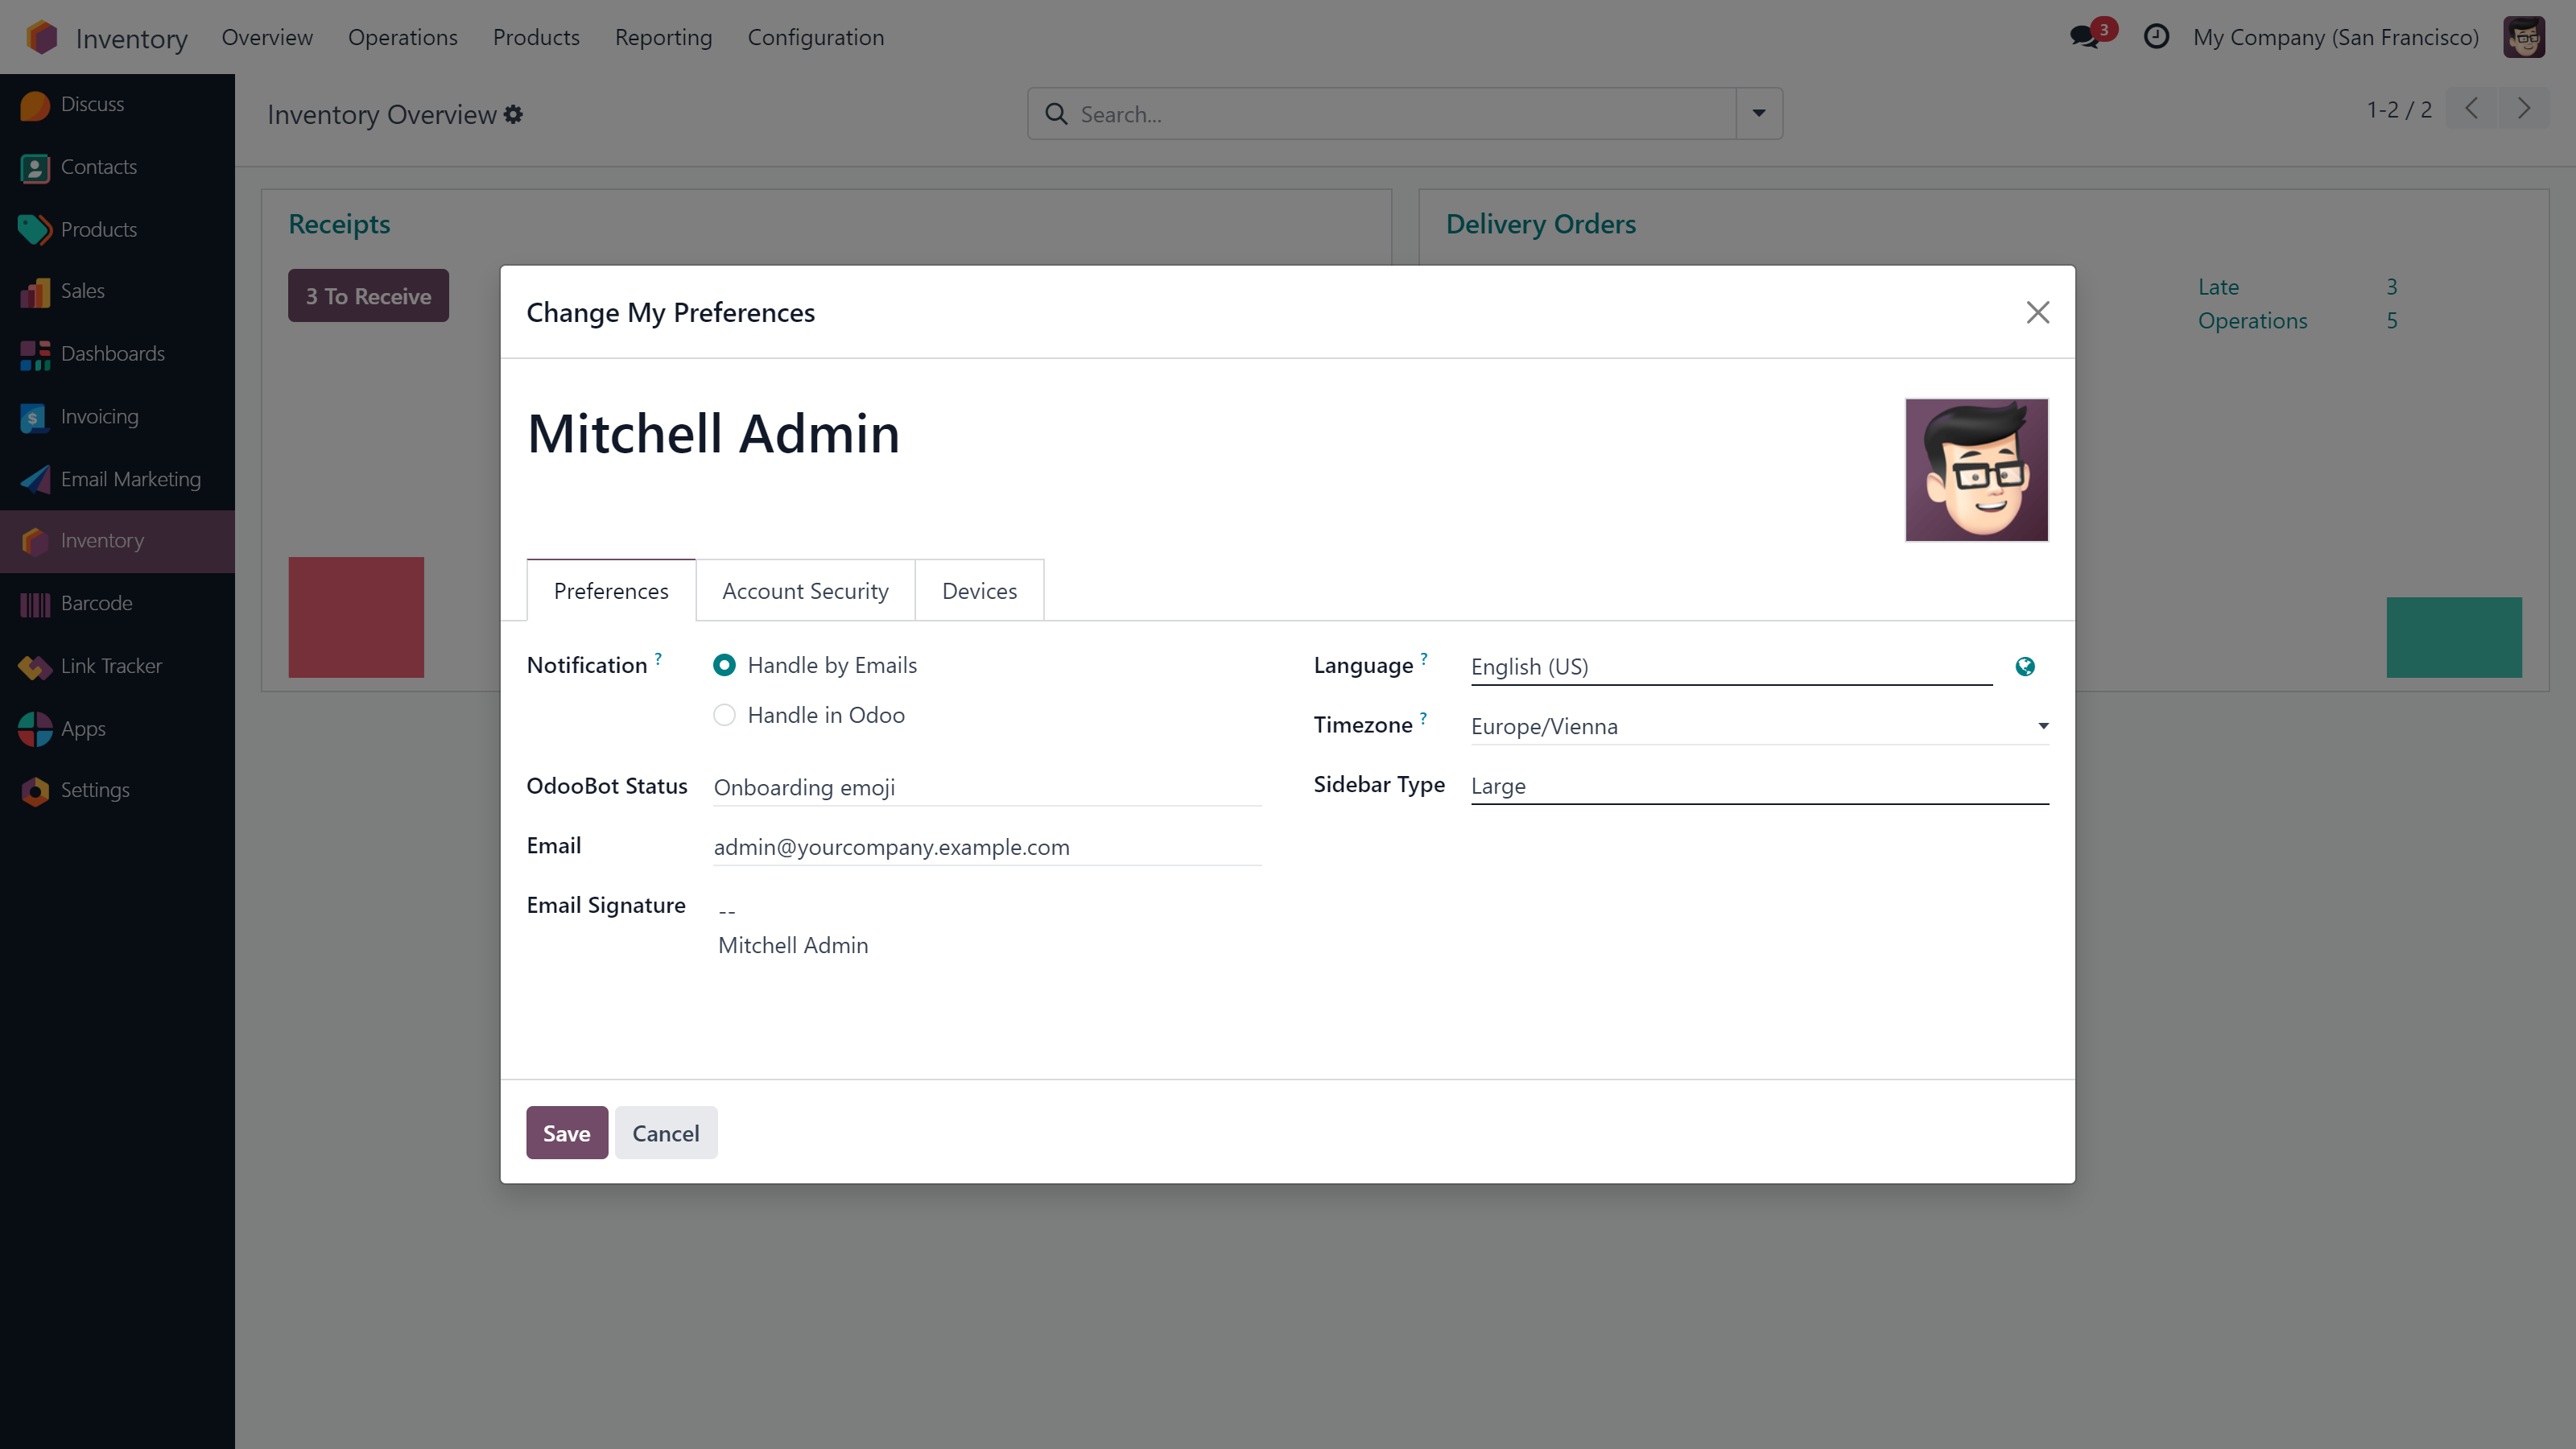 Inventory Overview Operations Products Reporting Configuration 3 My Company (San Francisco)
Discuss
Contacts
Products
Sales
Dashboards
Invoicing
Email Marketing
Inventory
Barcode
Link Tracker
Apps
Settings
Inventory Overview Search... 1-2 / 2
Receipts
3 To Receive
Delivery Orders
Late 3
Operations 5
Change My Preferences
Mitchell Admin
Preferences Account Security Devices
Notification ? Handle by Emails
Handle in Odoo
OdooBot Status Onboarding emoji
Email admin@yourcompany.example.com
Email Signature --
Mitchell Admin
Language ? English (US)
Timezone ? Europe/Vienna
Sidebar Type Large
Save Cancel